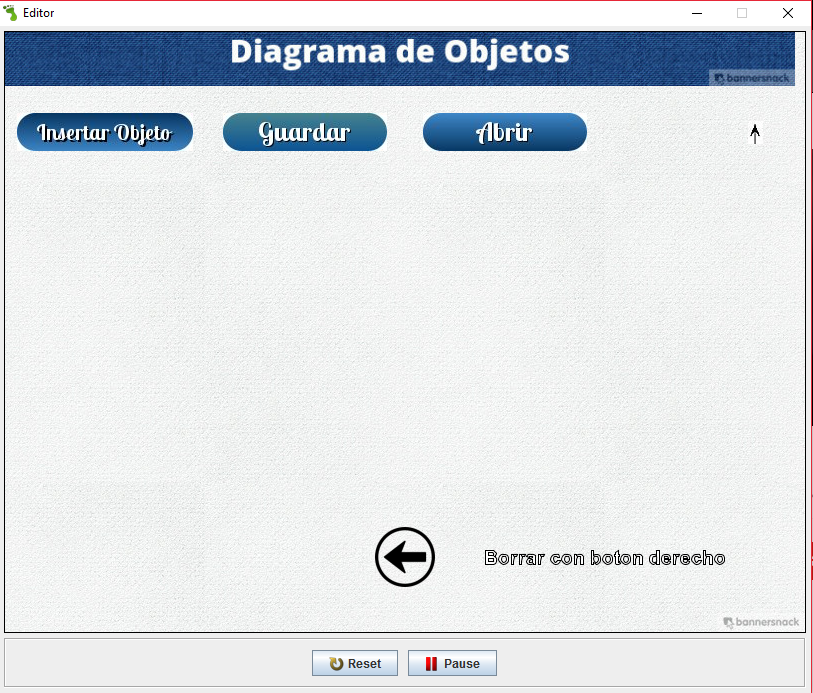 Editor
Diagrama de Objetos
bannersnack
Insertar Objeto
Guardar
Abrir
Borrar con boton derecho
bannersnack
Reset
Pause